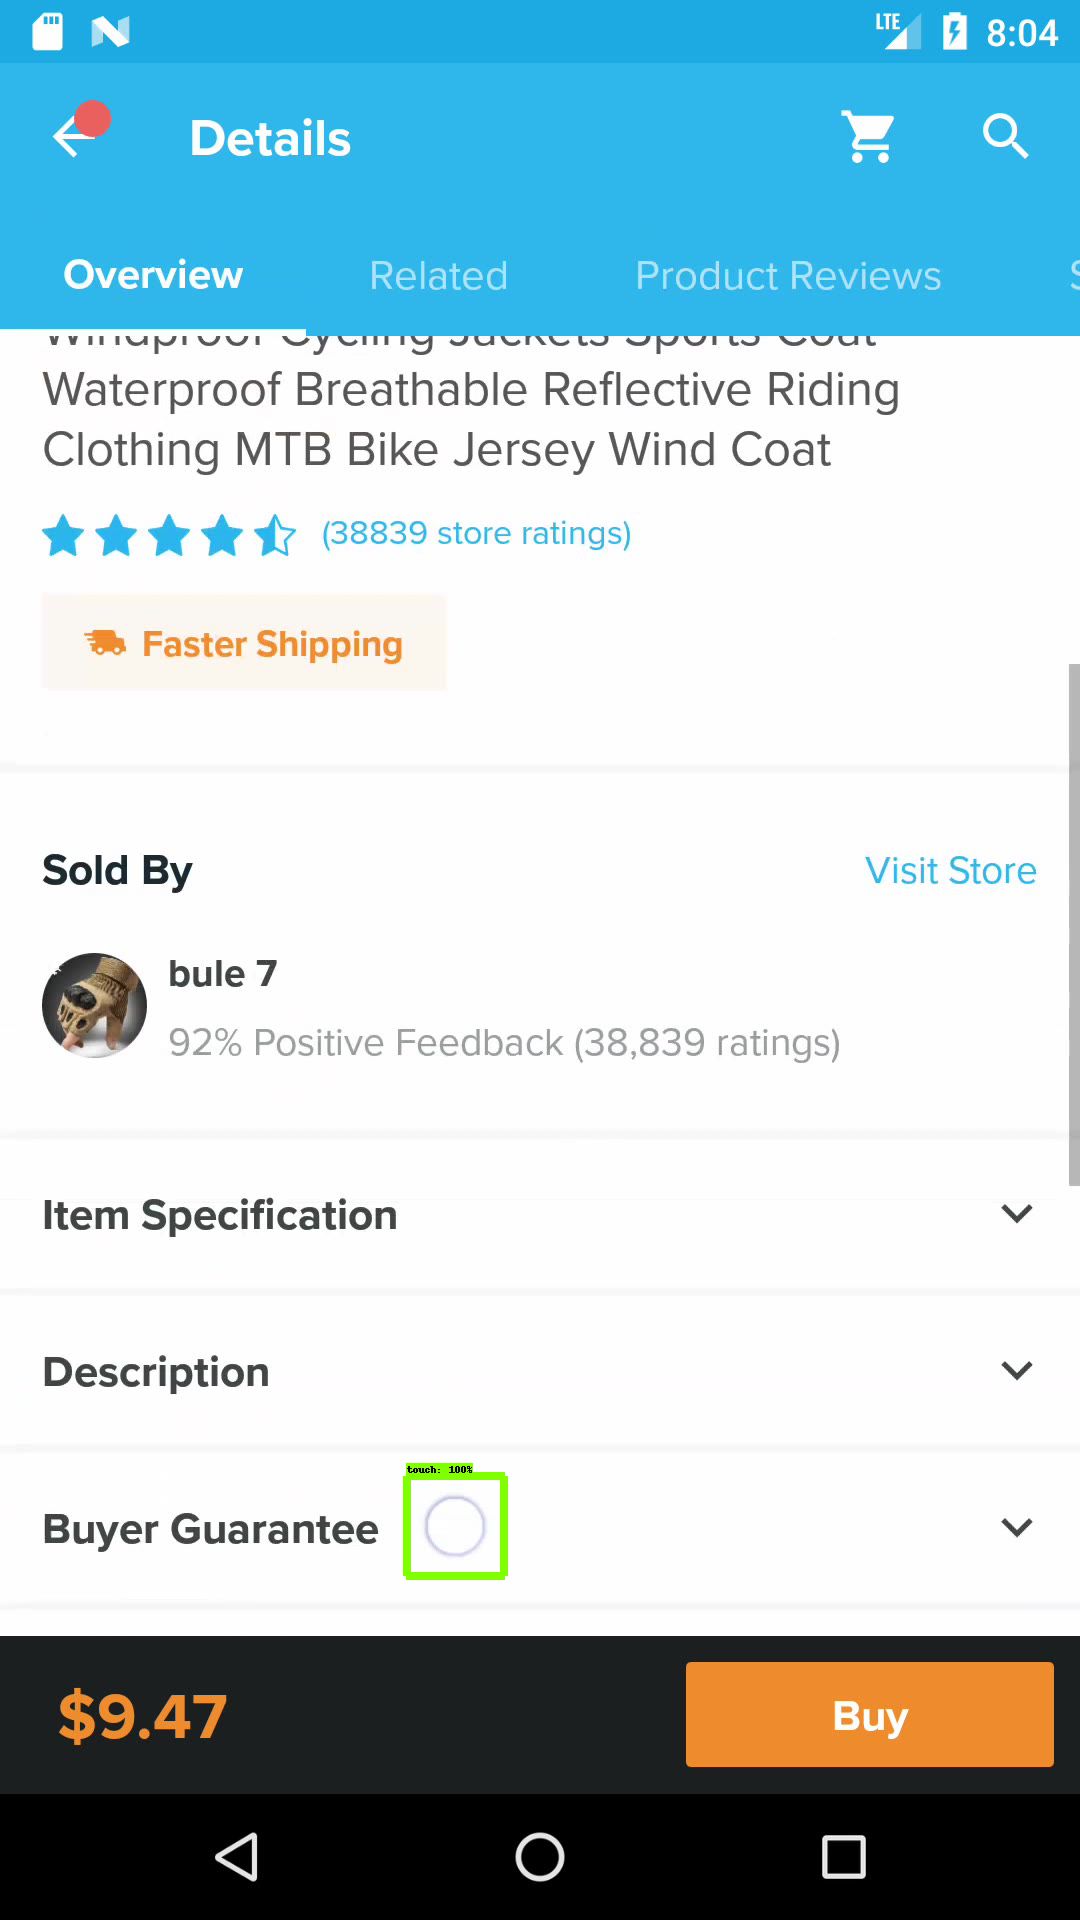 LTE 8:04
Details
Overview Related Product Reviews S
Windproof Cycling Jackets Sports Coat
Waterproof Breathable Reflective Riding
Clothing MTB Bike Jersey Wind Coat
(38839 store ratings)
Faster Shipping
Sold By Visit Store
bule 7
92% Positive Feedback (38,839 ratings)
Item Specification
Description
touch: 100%
Buyer Guarantee
$9.47 Buy